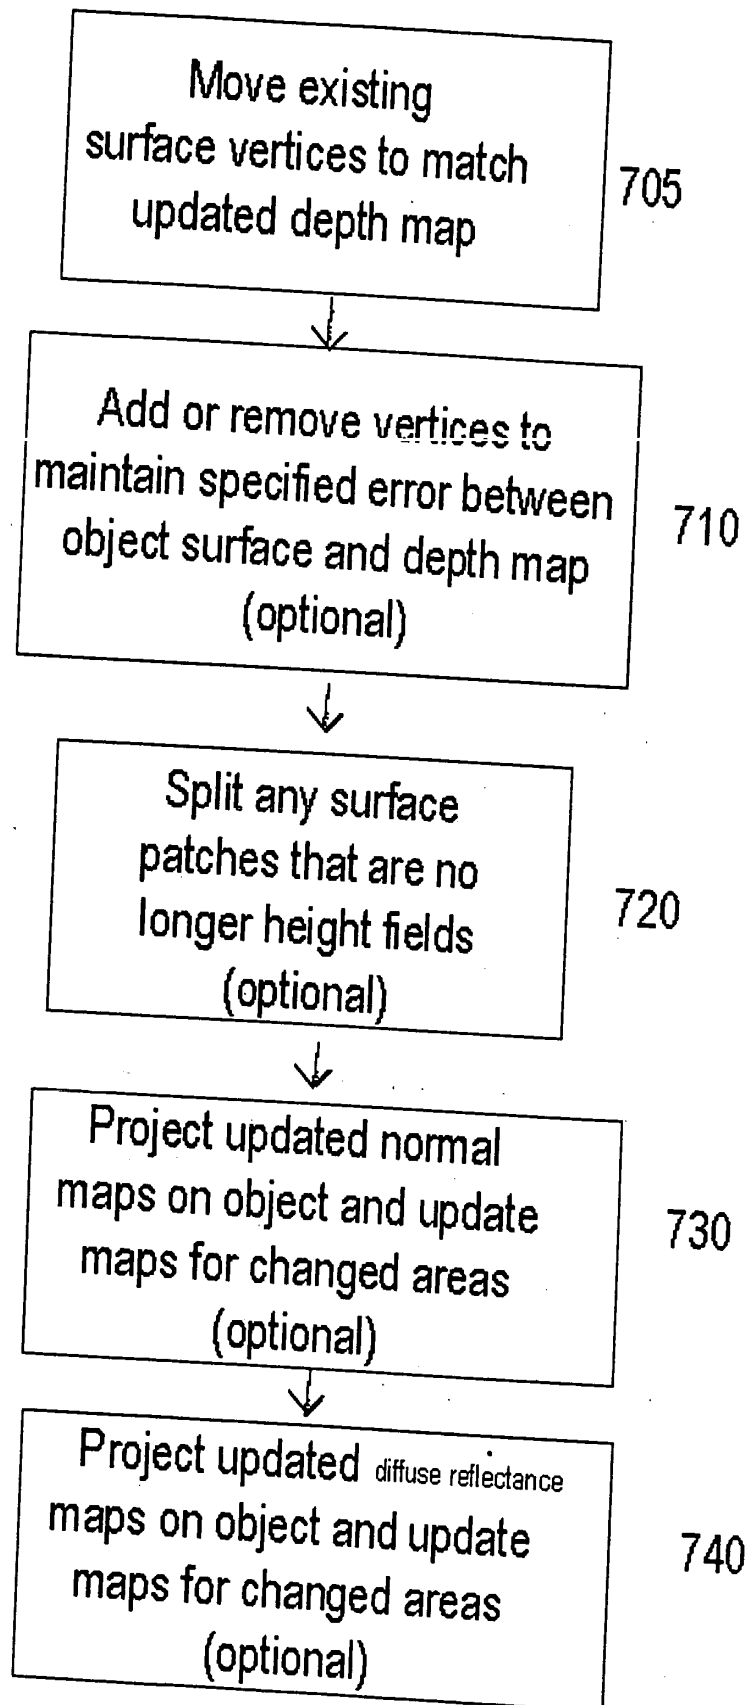 Move existing
surface vertices to match
updated depth map
705
Add or remove vertices to
maintain specified error between
object surface and depth map
(optional)
710
Split any surface
patches that are no
longer height fields
(optional)
720
Project updated normal
maps on object and update
maps for changed areas
(optional)
730
Project updated diffuse reflectance
maps on object and update
maps for changed areas
(optional)
740